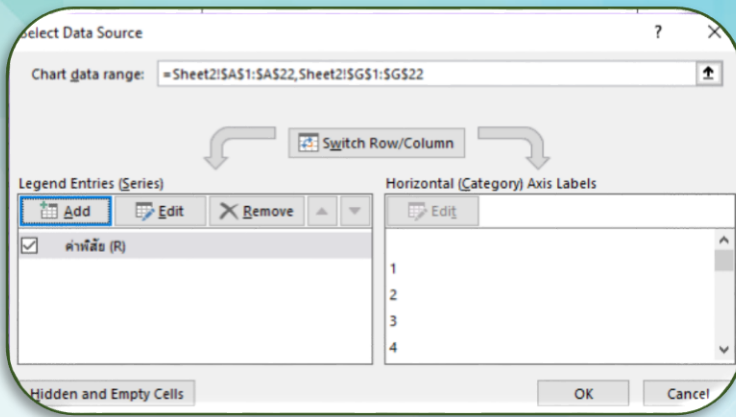 Select Data Source ? X
Chart data range: =Sheet2!$A$1:$A$22,Sheet2!$G$1:$G$22
Switch Row/Column
Legend Entries (Series)
Add Edit Remove
ค่าพิสัย (R)
Horizontal (Category) Axis Labels
Edit
1
2
3
4
Hidden and Empty Cells
OK Cancel